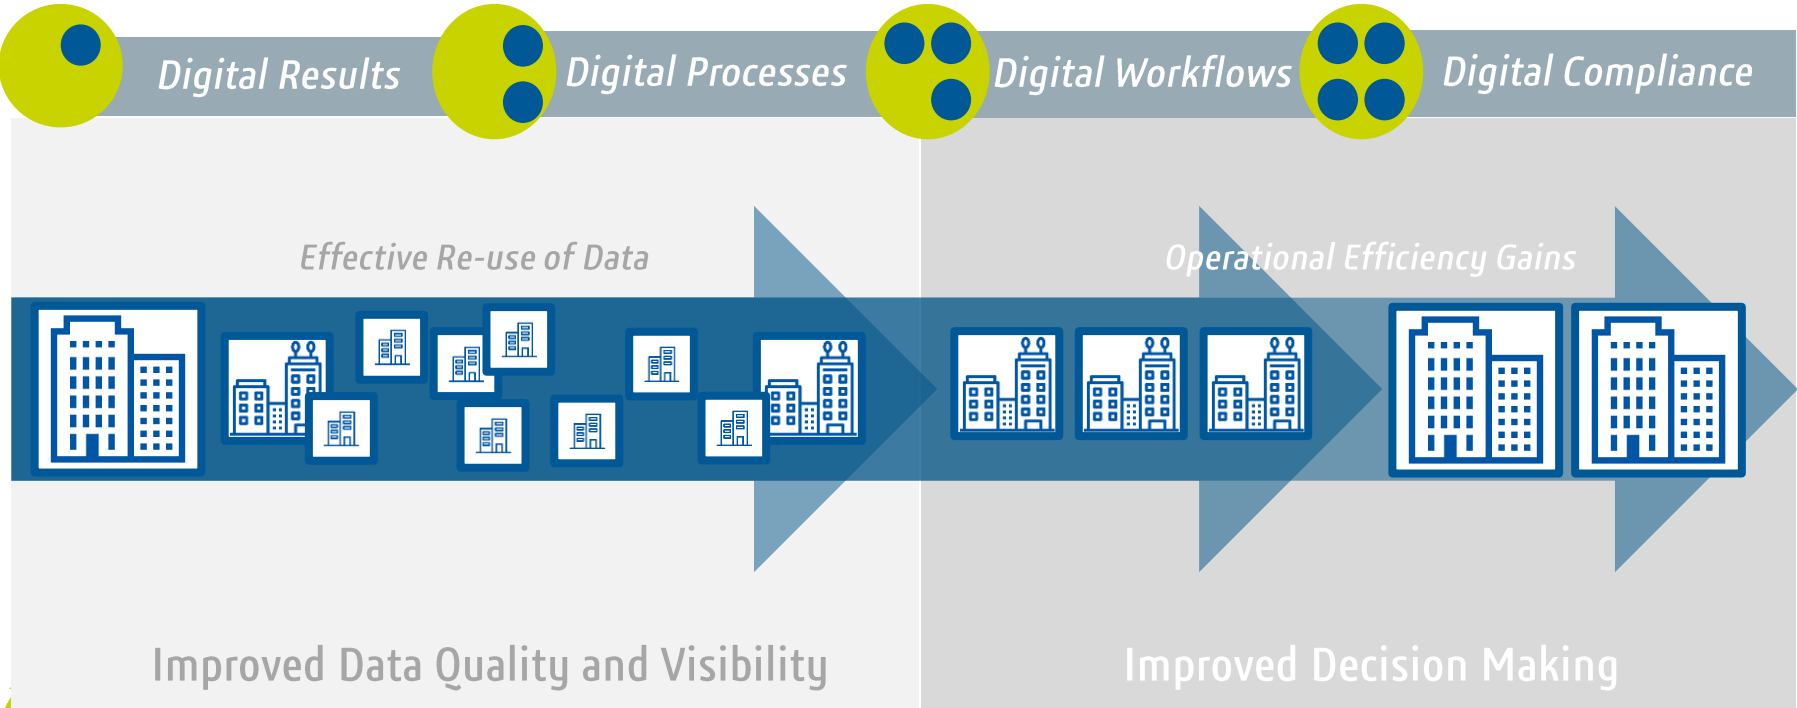 Digital Results
Digital Processes
Digital Workflows
Digital Compliance
Effective Re-use of Data
Operational Efficiency Gains
Improved Data Quality and Visibility
Improved Decision Making